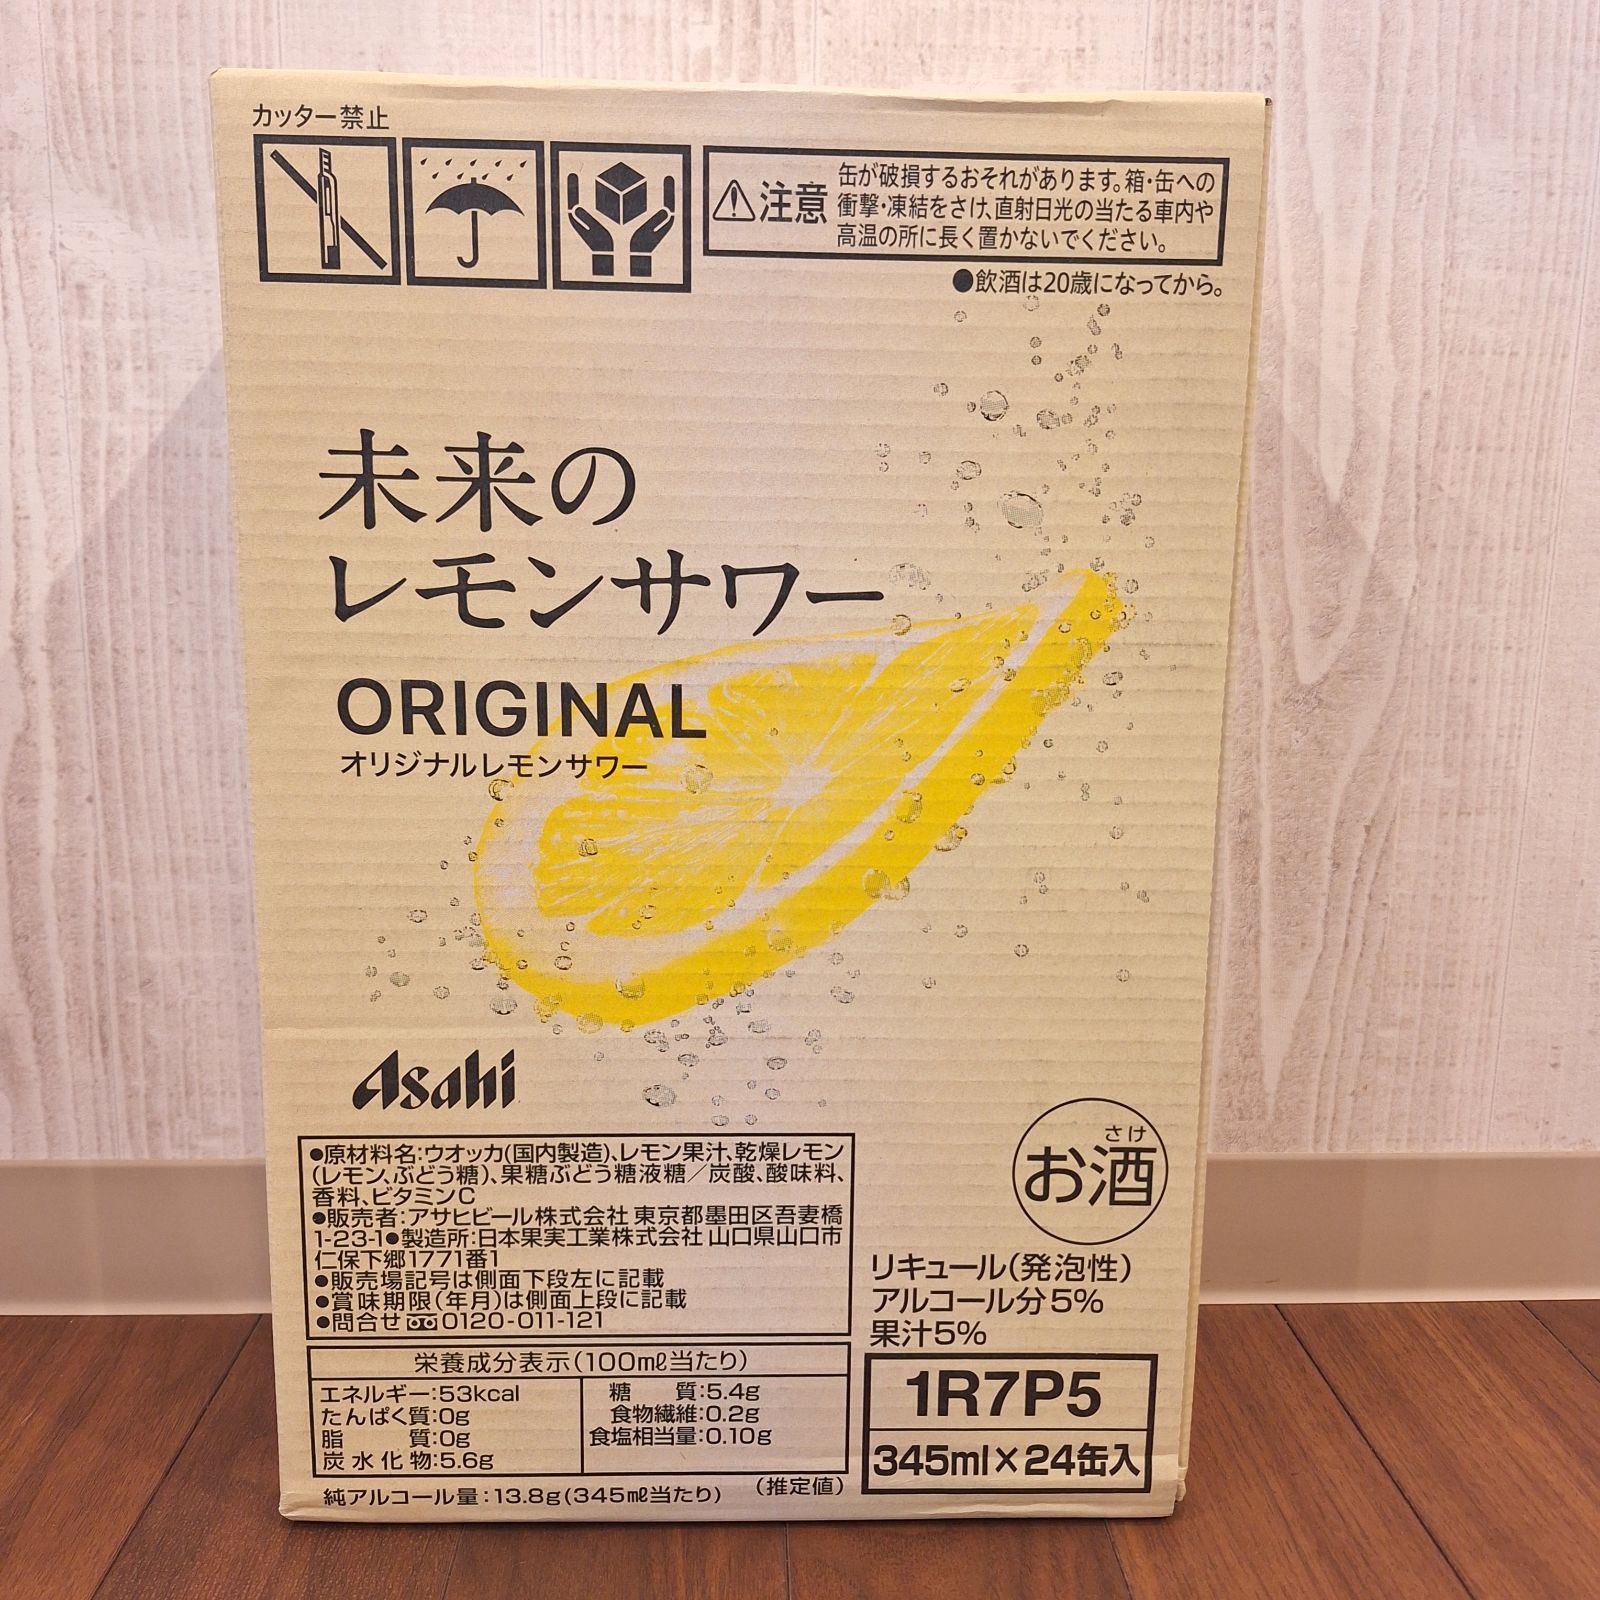 カッター禁止
注意
缶が破損するおそれがあります。箱・缶への
衝撃・凍結をさけ、直射日光の当たる車内や
高温の所に長く置かないでください。
●飲酒は20歳になってから。
未来の
レモンサワー
ORIGINAL
オリジナルレモンサワー
Asahi
●原材料名:ウオッカ(国内製造)、レモン果汁、乾燥レモン
(レモン、ぶどう糖)、果糖ぶどう糖液糖／炭酸、酸味料、
香料、ビタミンC
●販売者:アサヒビール株式会社 東京都墨田区吾妻橋
1-23-1●製造所:日本果実工業株式会社 山口県山口市
仁保下郷1771番1
●販売場記号は側面下段左に記載
●賞味期限(年月)は側面上段に記載
●問合せ 0120-011-121
さけ
お酒
リキュール(発泡性)
アルコール分5%
果汁5%
栄養成分表示(100mℓ当たり)
エネルギー:53kcal
たんぱく質:0g
脂質:0g
炭水化物:5.6g
糖質:5.4g
食物繊維:0.2g
食塩相当量:0.10g
純アルコール量:13.8g(345mℓ当たり)
(推定値)
1R7P5
345ml×24缶入